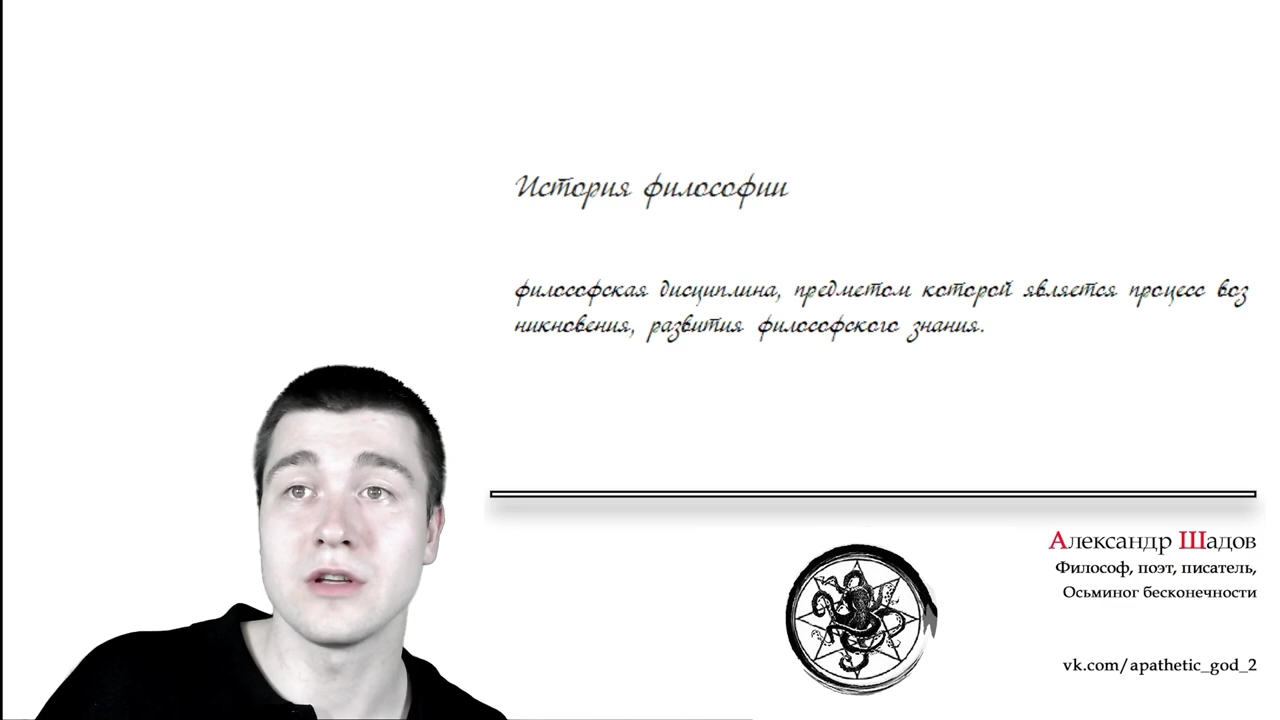 История философии
философская дисциплина, предметом которой является процесс воз
никновения, развития философского знания.
Александр Шадов
Философ, поэт, писатель,
Осьминог бесконечности
vk.com/apathetic_god_2